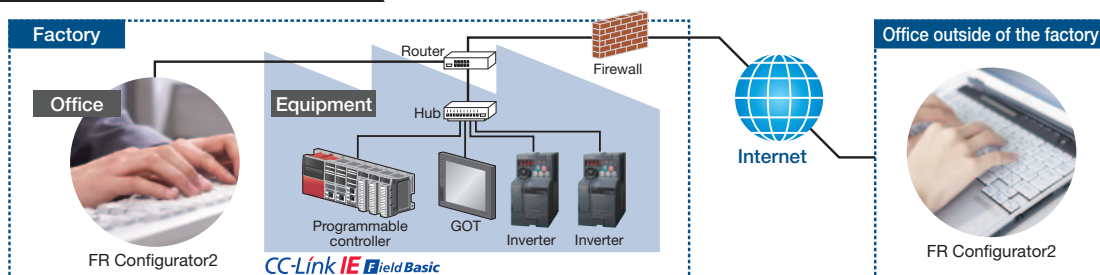 Factory
Office outside of the factory
Router
Firewall
Office
Equipment
Hub
Internet
Programmable
controller
GOT
Inverter
Inverter
FR Configurator2
FR Configurator2
CC-Link IE Field Basic